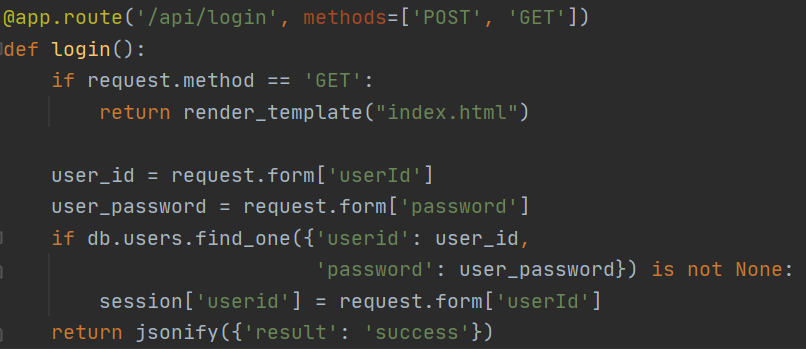 @app.route('/api/login', methods=['POST', 'GET'])
def login():
    if request.method == 'GET':
        return render_template("index.html")

    user_id = request.form['userId']
    user_password = request.form['password']
    if db.users.find_one({'userid': user_id,
                          'password': user_password}) is not None:
        session['userid'] = request.form['userId']
    return jsonify({'result': 'success'})